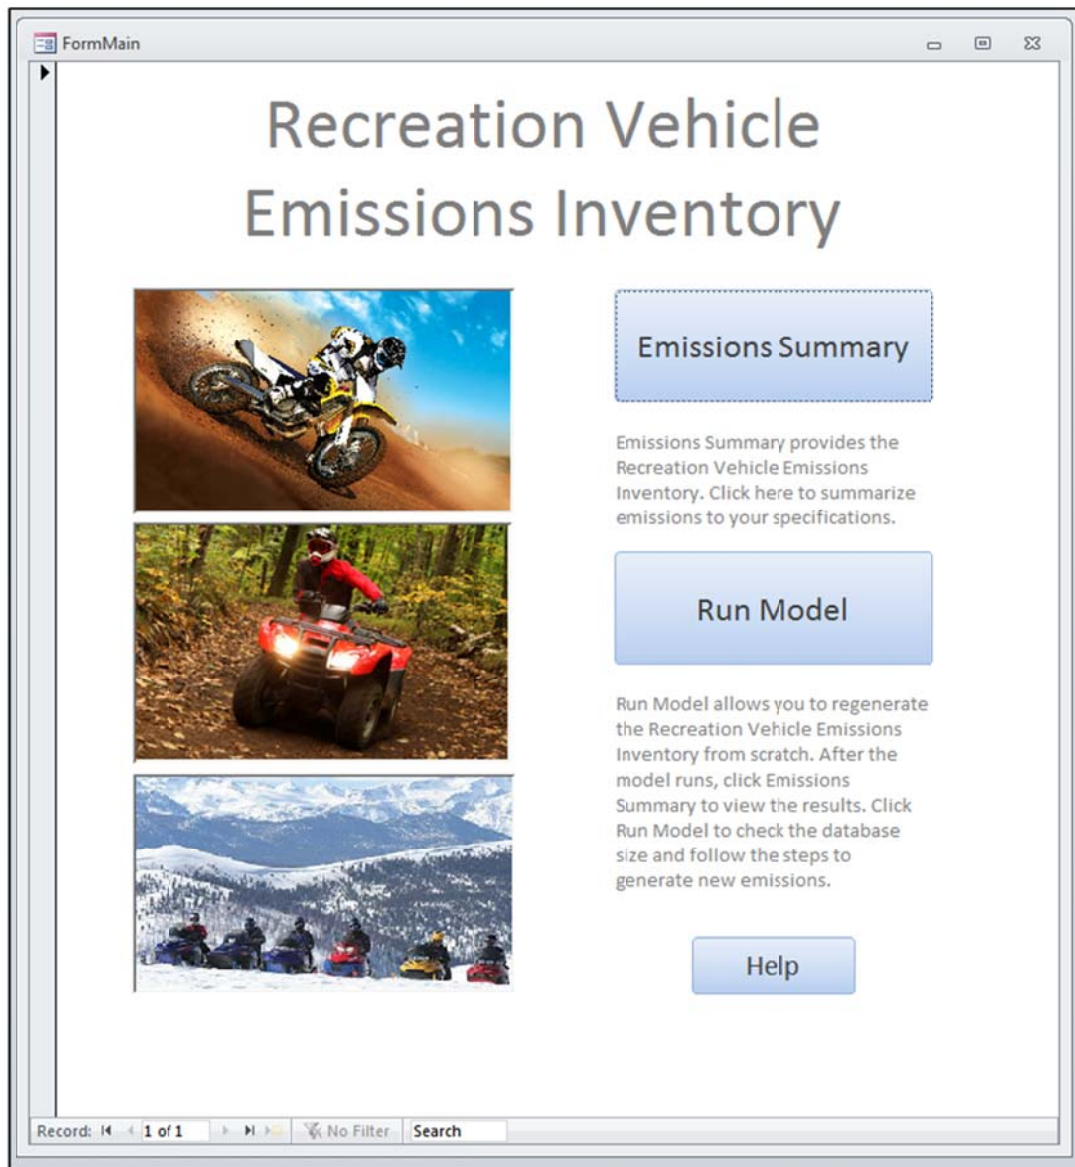 FormMain
Recreation Vehicle
Emissions Inventory
Emissions Summary
Emissions Summary provides the
Recreation Vehicle Emissions
Inventory. Click here to summarize
emissions to your specifications.
Run Model
Run Model allows you to regenerate
the Recreation Vehicle Emissions
Inventory from scratch. After the
model runs, click Emissions
Summary to view the results. Click
Run Model to check the database
size and follow the steps to
generate new emissions.
Help
Record: 1 of 1 No Filter Search